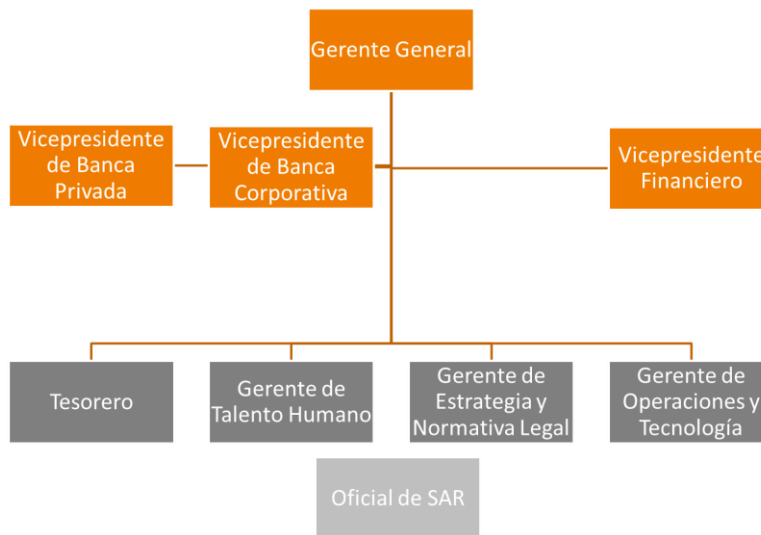 Gerente General
Vicepresidente
de Banca
Privada
Vicepresidente
de Banca
Corporativa
Vicepresidente
Financiero
Tesorero
Gerente de
Talento Humano
Gerente de
Estrategia y
Normativa Legal
Gerente de
Operaciones y
Tecnología
Oficial de SAR